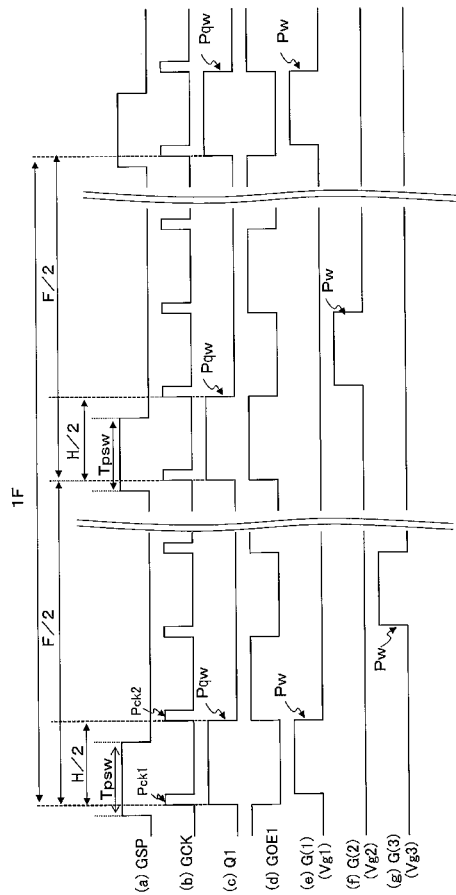 1F
F/2
F/2
H/2
H/2
Tpsw
Tpsw
(a) GSP
Pck1
Pck2
(b) GCK
Pqw
Pqw
Pqw
(c) Q1
(d) GOE1
Pw
Pw
(e) G(1)
(Vg1)
Pw
(f) G(2)
(Vg2)
Pw
(g) G(3)
(Vg3)